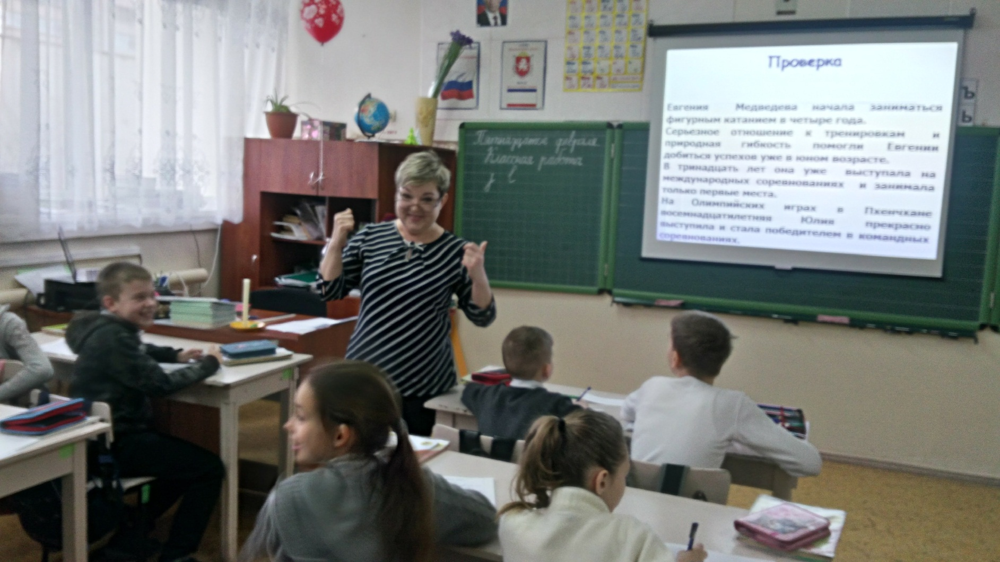 Пятнадцатое февраля
Классная работа
Проверка
Евгения Медведева начала заниматься
фигурным катанием в четыре года.
Серьезное отношение к тренировкам и
природная гибкость помогли Евгении
добиться успехов уже в юном возрасте.
В тринадцать лет она уже выступала на
международных соревнованиях и занимала
только первые места.
На Олимпийских играх в Пхенчхане
восемнадцатилетняя Юлия прекрасно
выступила и стала победителем в командных
соревнованиях.
Ъ
Ь